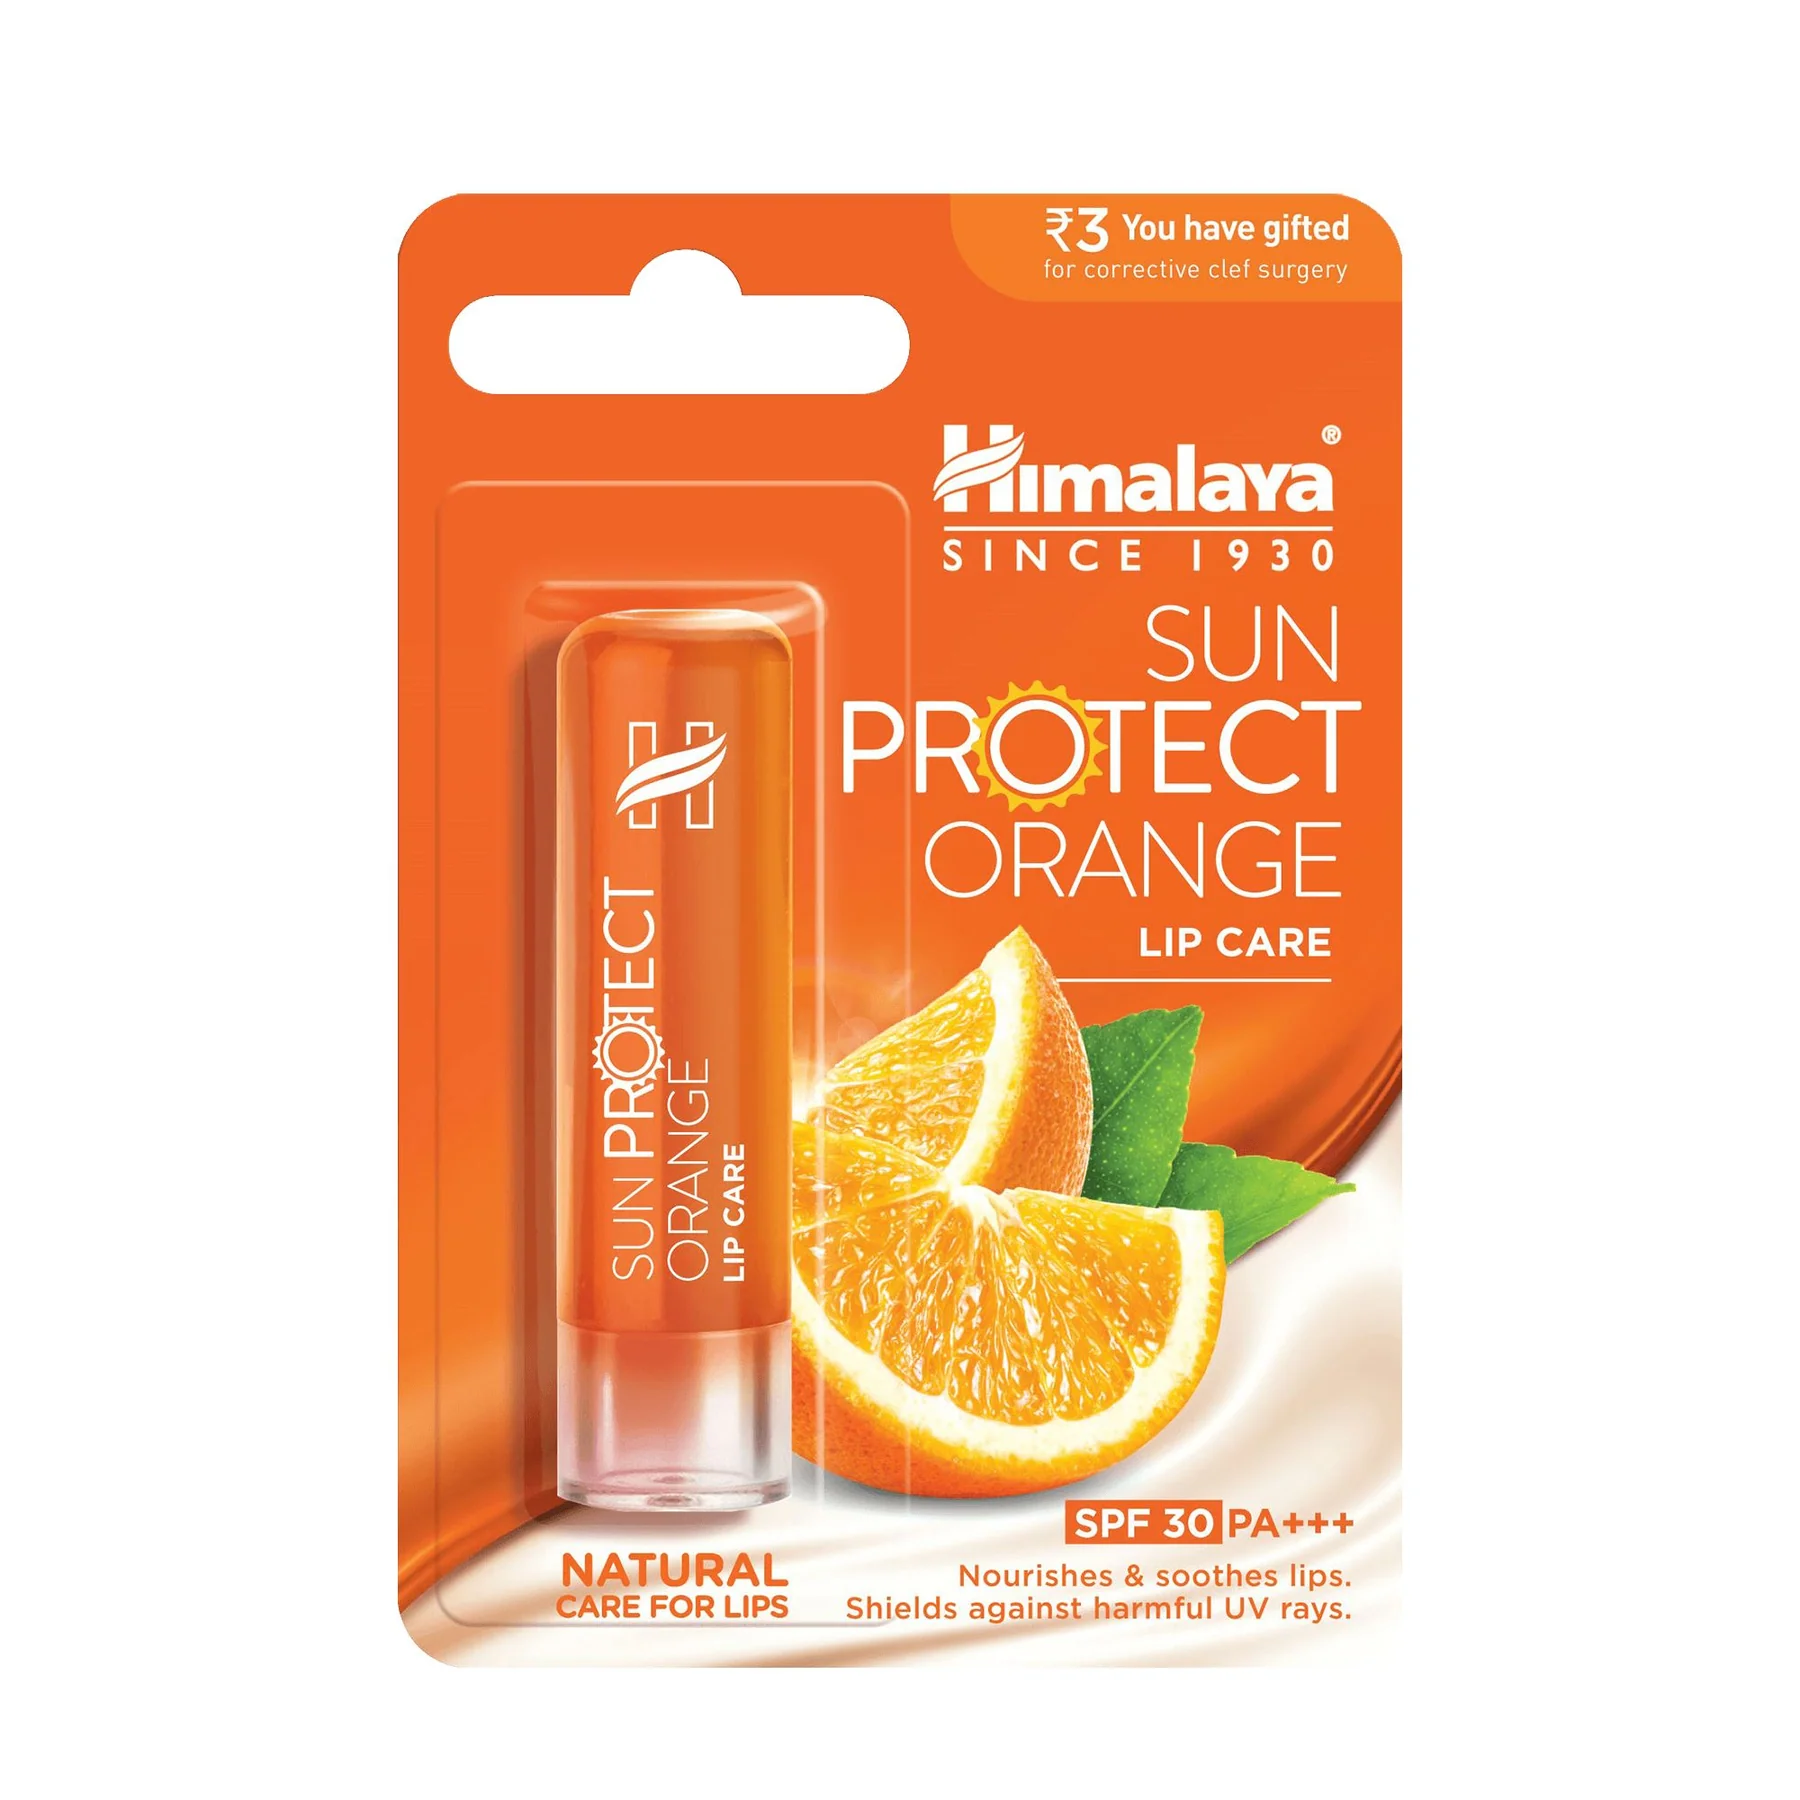 ₹3 You have gifted
for corrective clef surgery
Himalaya®
SINCE 1930
SUN
PROTECT
ORANGE
LIP CARE
SUN PROTECT
ORANGE
LIP CARE
SPF 30 PA+++
NATURAL
CARE FOR LIPS
Nourishes & soothes lips.
Shields against harmful UV rays.